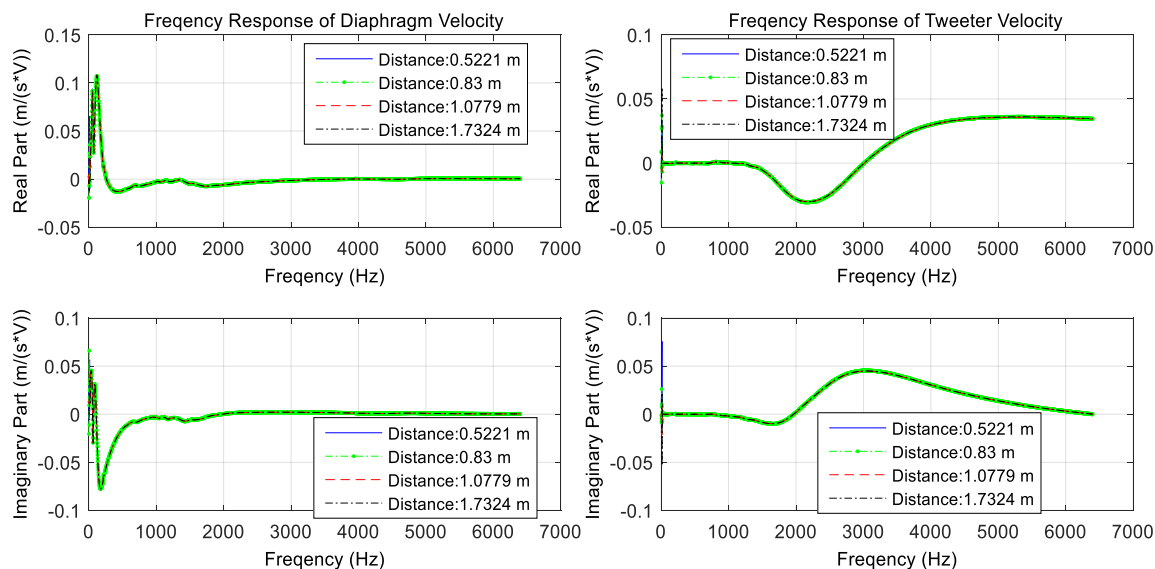 Freqency Response of Diaphragm Velocity
Real Part (m/(s*V))
0.15
0.1
0.05
0
-0.05
Distance:0.5221 m
Distance:0.83 m
Distance:1.0779 m
Distance:1.7324 m
0 1000 2000 3000 4000 5000 6000 7000
Freqency (Hz)
Freqency Response of Tweeter Velocity
Real Part (m/(s*V))
0.1
0.05
0
-0.05
Distance:0.5221 m
Distance:0.83 m
Distance:1.0779 m
Distance:1.7324 m
0 1000 2000 3000 4000 5000 6000 7000
Freqency (Hz)
Imaginary Part (m/(s*V))
0.1
0.05
0
-0.05
-0.1
Distance:0.5221 m
Distance:0.83 m
Distance:1.0779 m
Distance:1.7324 m
0 1000 2000 3000 4000 5000 6000 7000
Freqency (Hz)
Imaginary Part (m/(s*V))
0.1
0.05
0
-0.05
-0.1
Distance:0.5221 m
Distance:0.83 m
Distance:1.0779 m
Distance:1.7324 m
0 1000 2000 3000 4000 5000 6000 7000
Freqency (Hz)